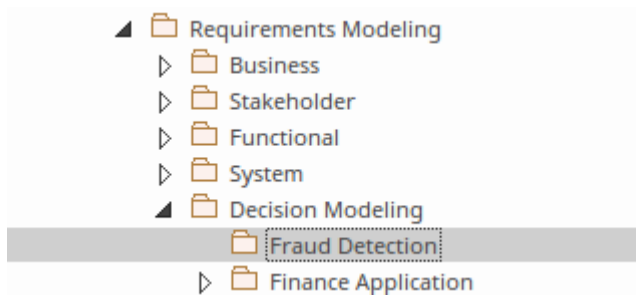 Requirements Modeling
Business
Stakeholder
Functional
System
Decision Modeling
Fraud Detection
Finance Application